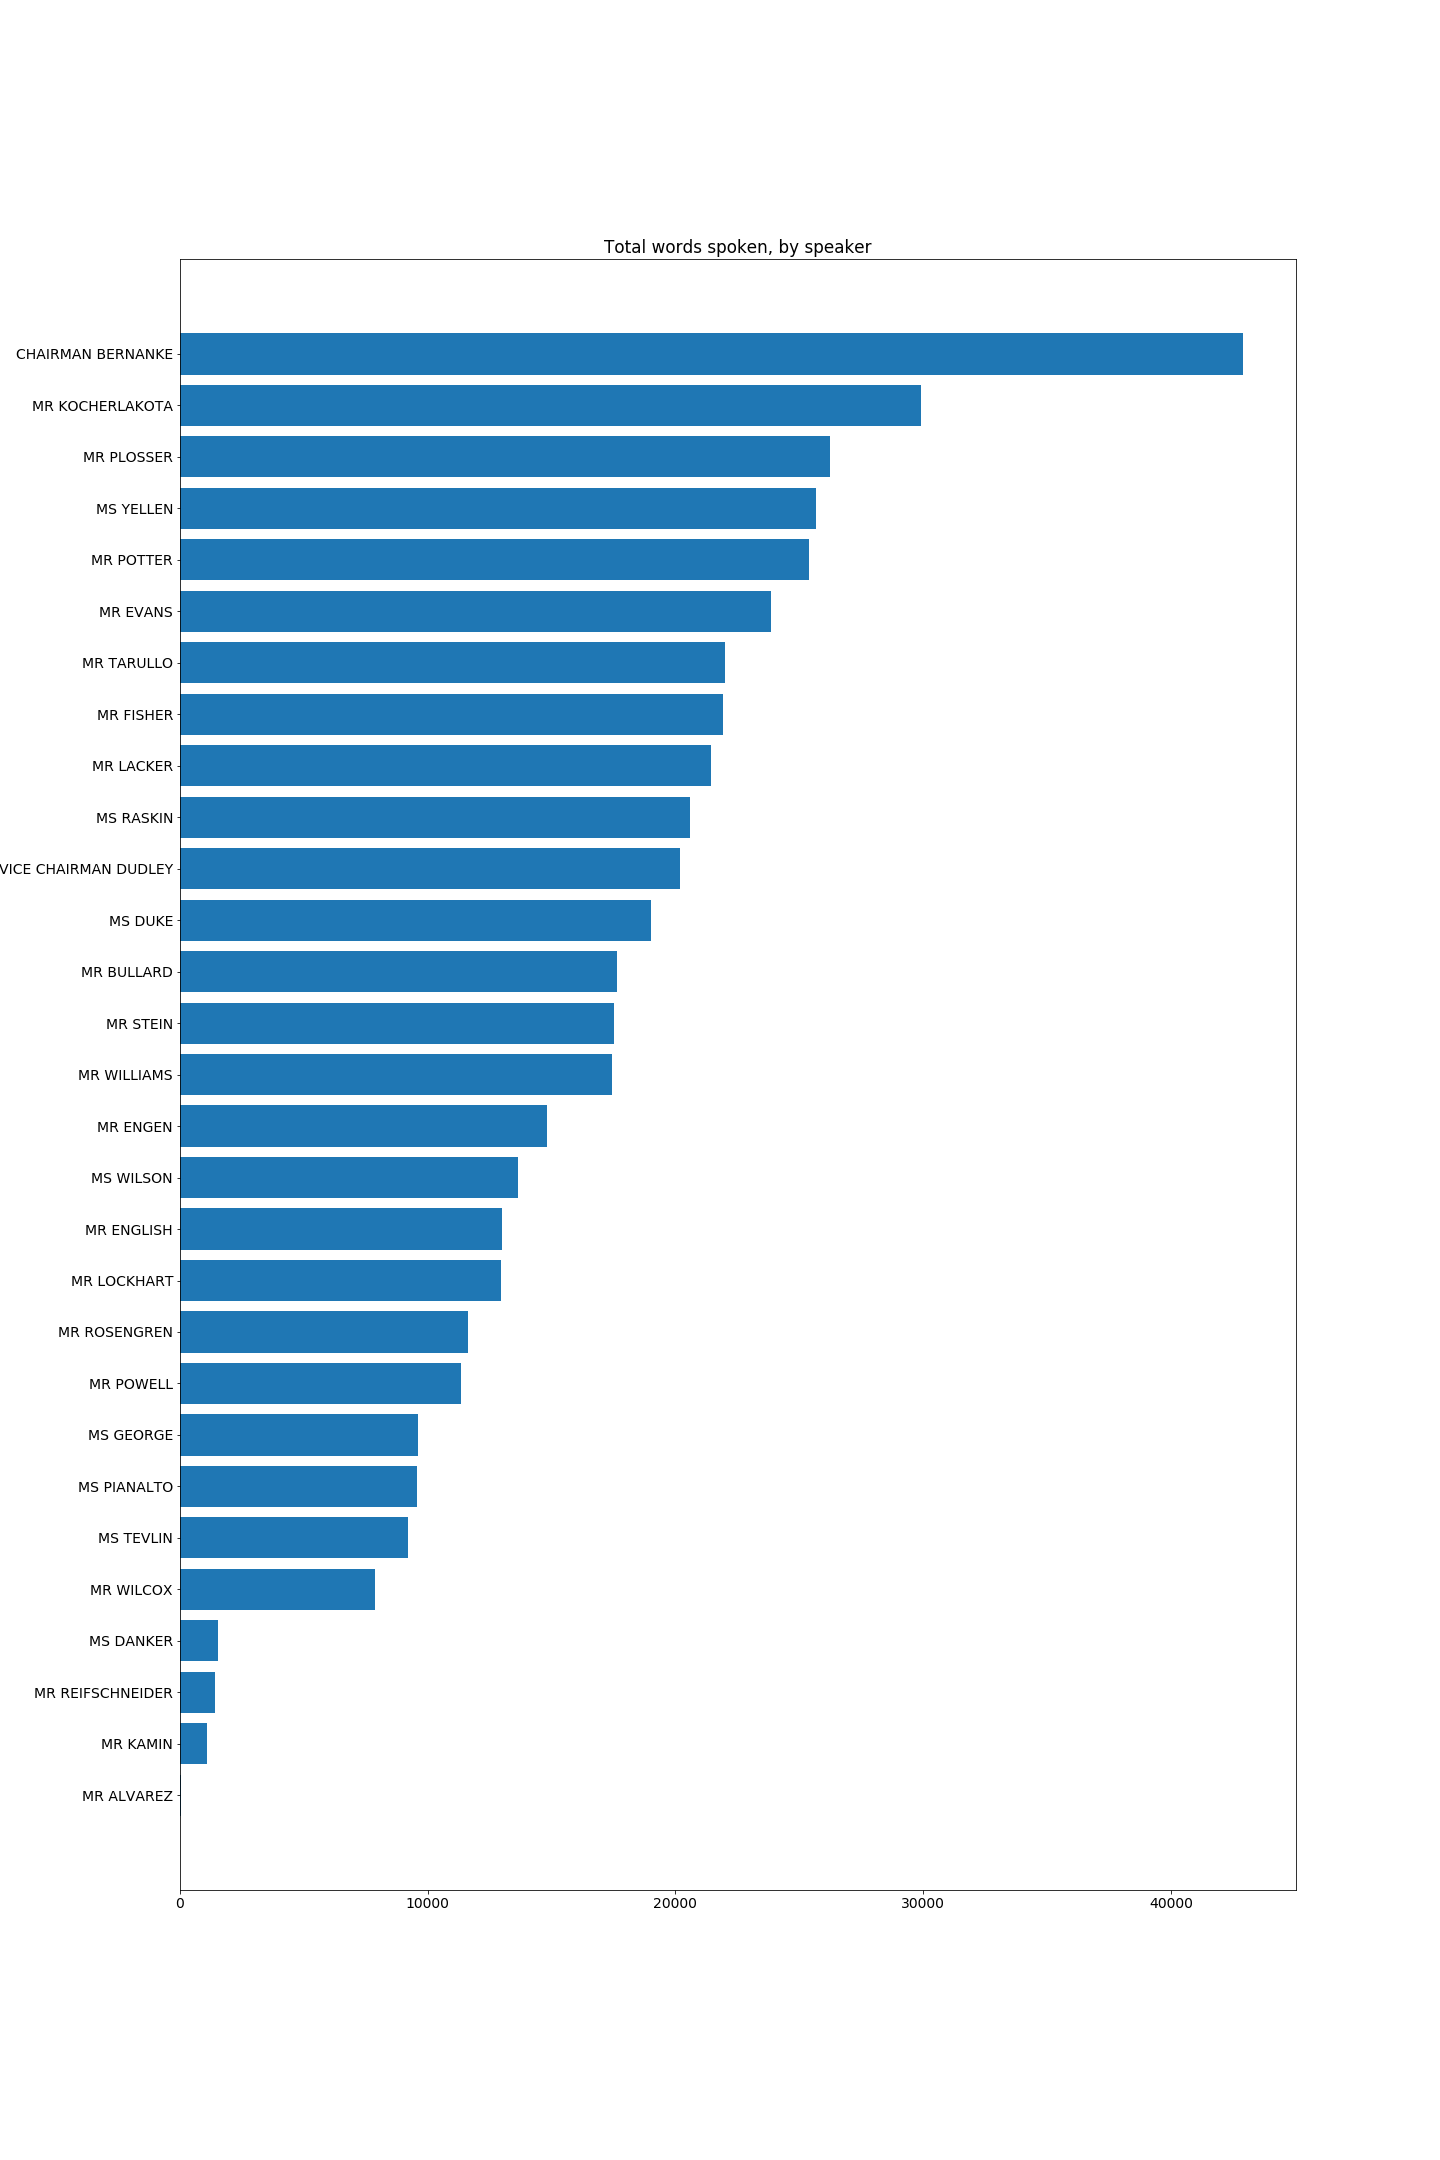 Total words spoken, by speaker
CHAIRMAN BERNANKE
MR KOCHERLAKOTA
MR PLOSSER
MS YELLEN
MR POTTER
MR EVANS
MR TARULLO
MR FISHER
MR LACKER
MS RASKIN
VICE CHAIRMAN DUDLEY
MS DUKE
MR BULLARD
MR STEIN
MR WILLIAMS
MR ENGEN
MS WILSON
MR ENGLISH
MR LOCKHART
MR ROSENGREN
MR POWELL
MS GEORGE
MS PIANALTO
MS TEVLIN
MR WILCOX
MS DANKER
MR REIFSCHNEIDER
MR KAMIN
MR ALVAREZ
0 10000 20000 30000 40000